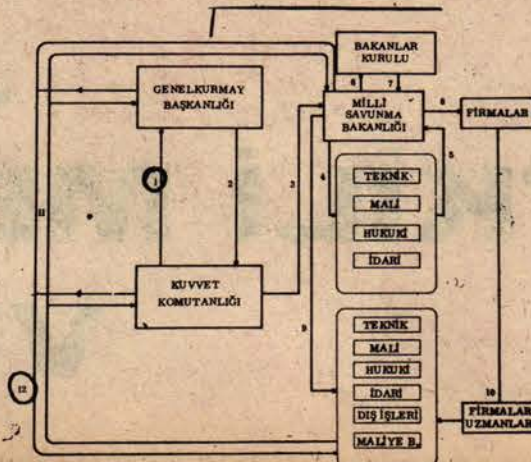 BAKANLAR
KURULU
GENELKURMAY
BAŞKANLIĞI
6
7
MİLLİ
SAVUNMA
BAKANLIĞI
8
FİRMALAR
1
2
3
4
5
TEKNİK
MALİ
HUKUKİ
İDARİ
11
KUVVET
KOMUTANLIĞI
9
TEKNİK
MALİ
HUKUKİ
İDARİ
DIŞ İŞLERİ
MALİYE B.
12
10
FİRMALAR
UZMANLAR